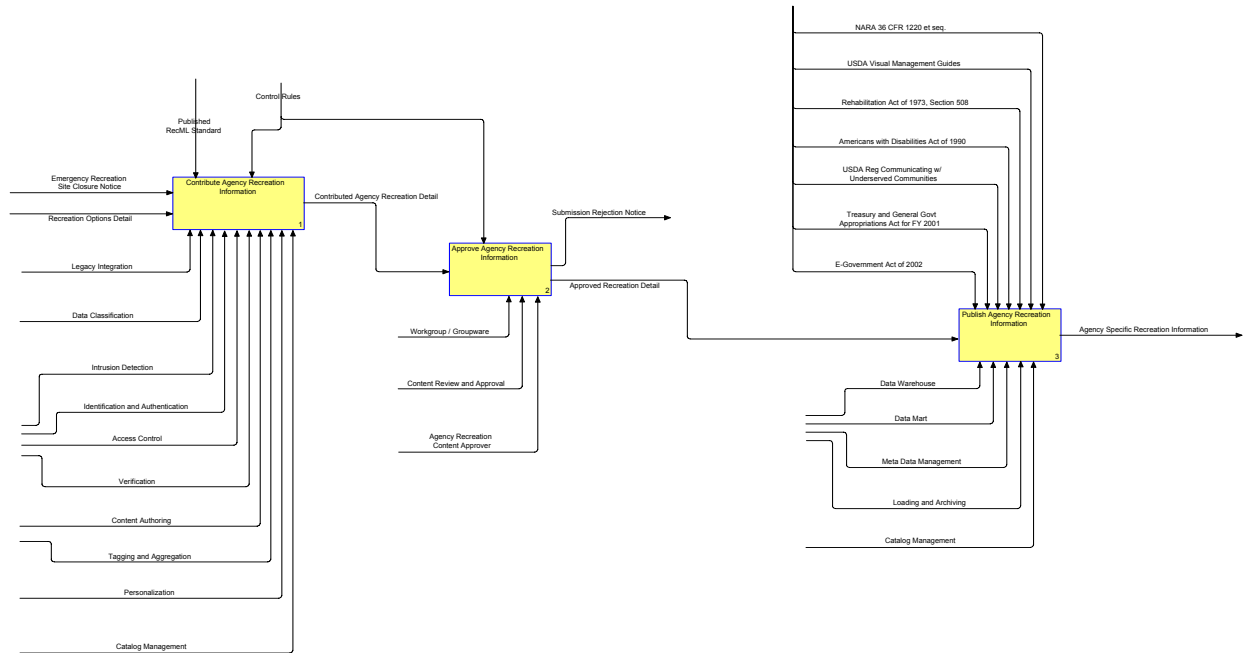 NARA 36 CFR 1220 et seq.
USDA Visual Management Guides
Rehabilitation Act of 1973, Section 508
Americans with Disabilities Act of 1990
USDA Reg Communicating w/
Underserved Communities
Treasury and General Govt
Appropriations Act for FY 2001
E-Government Act of 2002
Control Rules
Published
RecML Standard
Emergency Recreation
Site Closure Notice
Recreation Options Detail
Contribute Agency Recreation
Information
1
Contributed Agency Recreation Detail
Legacy Integration
Data Classification
Intrusion Detection
Identification and Authentication
Access Control
Verification
Content Authoring
Tagging and Aggregation
Personalization
Catalog Management
Submission Rejection Notice
Approve Agency Recreation
Information
2
Approved Recreation Detail
Workgroup / Groupware
Content Review and Approval
Agency Recreation
Content Approver
Publish Agency Recreation
Information
3
Agency Specific Recreation Information
Data Warehouse
Data Mart
Meta Data Management
Loading and Archiving
Catalog Management